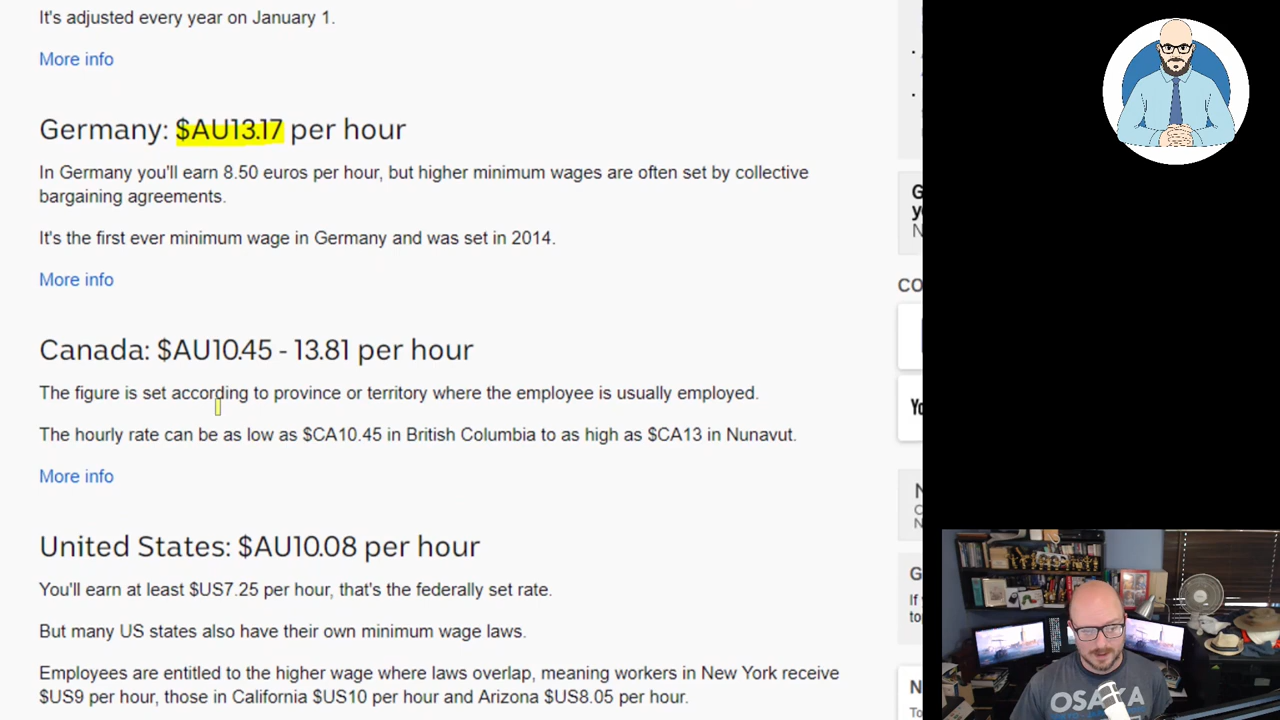 It's adjusted every year on January 1.
More info
Germany: $AU13.17 per hour
In Germany you'll earn 8.50 euros per hour, but higher minimum wages are often set by collective
bargaining agreements.
It's the first ever minimum wage in Germany and was set in 2014.
More info
Canada: $AU10.45 - 13.81 per hour
The figure is set according to province or territory where the employee is usually employed.
The hourly rate can be as low as $CA10.45 in British Columbia to as high as $CA13 in Nunavut.
More info
United States: $AU10.08 per hour
You'll earn at least $US7.25 per hour, that's the federally set rate.
But many US states also have their own minimum wage laws.
Employees are entitled to the higher wage where laws overlap, meaning workers in New York receive
$US9 per hour, those in California $US10 per hour and Arizona $US8.05 per hour.
CO
If
OSAKA